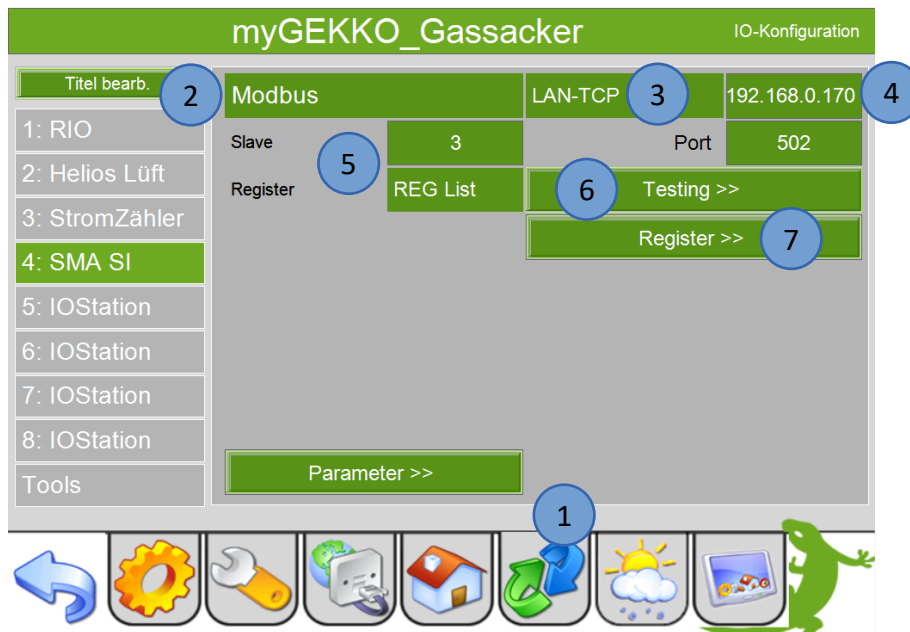 myGEKKO_Gassacker
IO-Konfiguration
Titel bearb.
2
Modbus
LAN-TCP
3
192.168.0.170
4
1: RIO
Slave
3
Port
502
5
2: Helios Lüft
Register
REG List
6
Testing >>
3: StromZähler
Register >>
7
4: SMA SI
5: IOStation
6: IOStation
7: IOStation
8: IOStation
Parameter >>
Tools
1